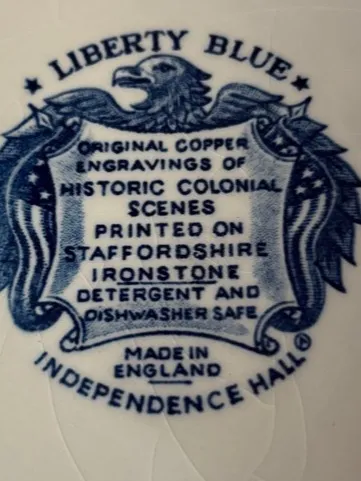 ★ LIBERTY BLUE ★
ORIGINAL COPPER
ENGRAVINGS OF
HISTORIC COLONIAL
SCENES
PRINTED ON
STAFFORDSHIRE
IRONSTONE
DETERGENT AND
DISHWASHER SAFE
MADE IN
ENGLAND
INDEPENDENCE HALL®